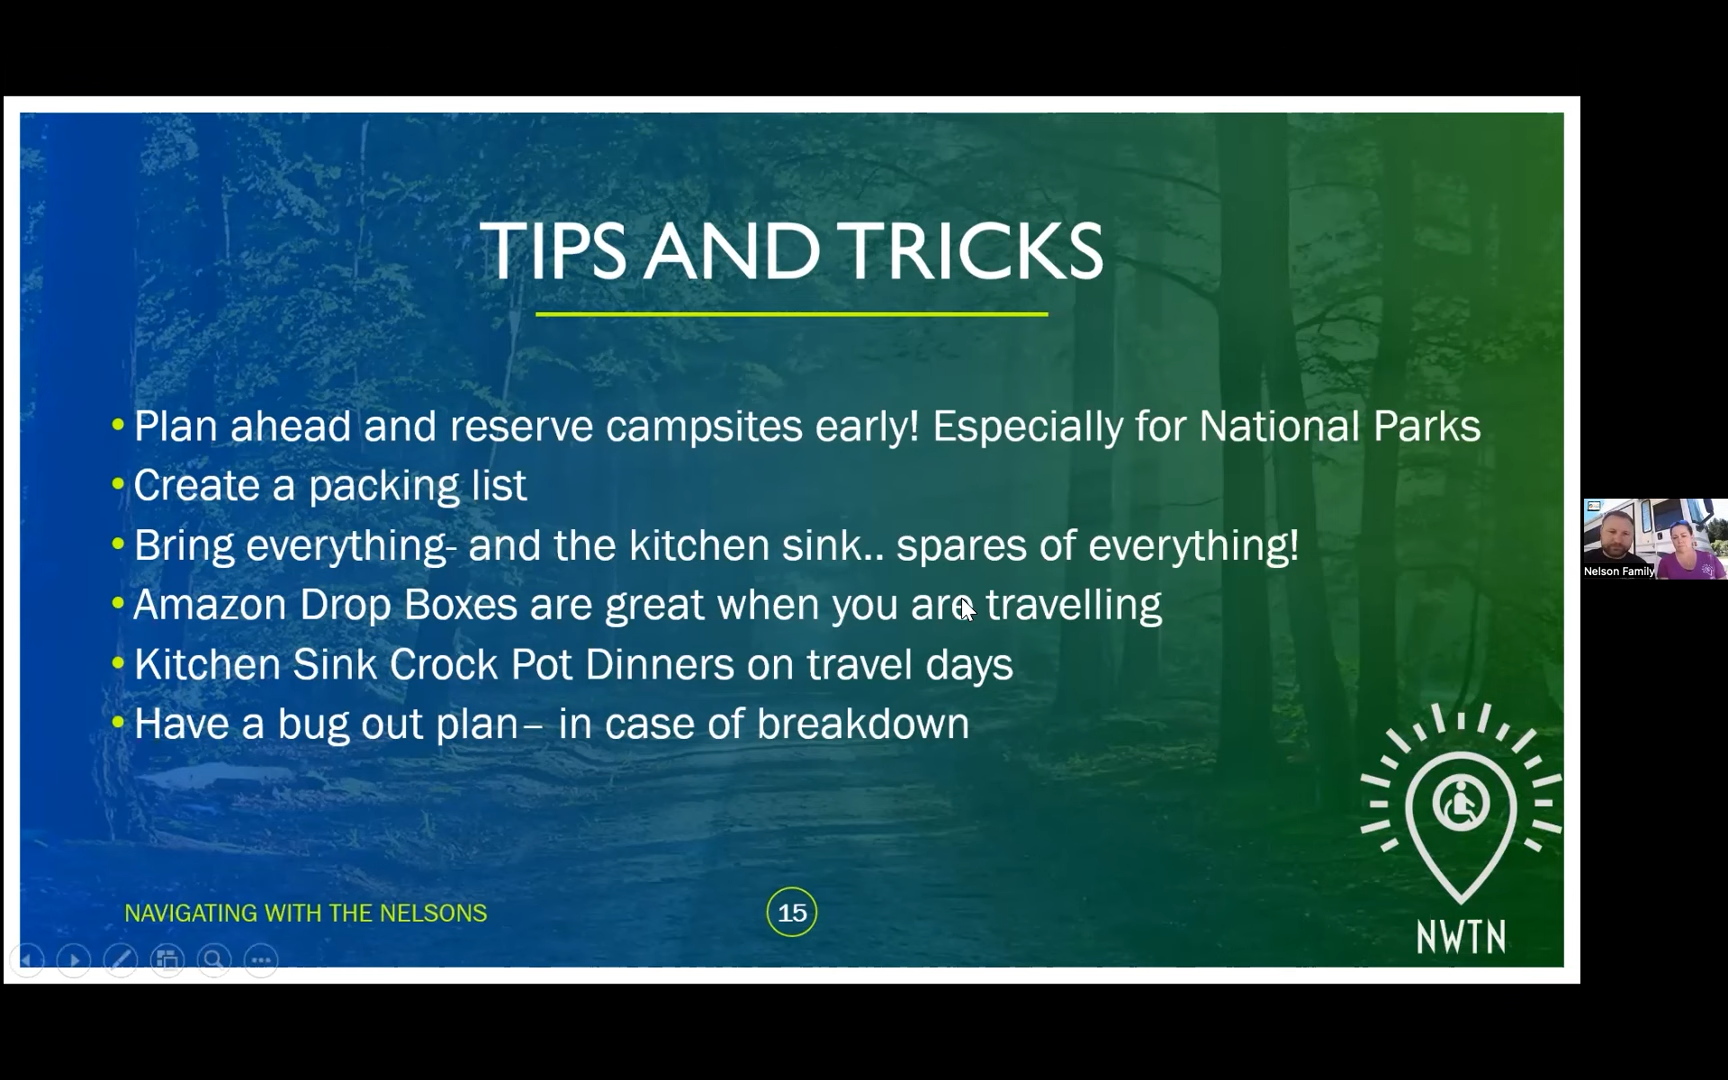 TIPS AND TRICKS
• Plan ahead and reserve campsites early! Especially for National Parks
• Create a packing list
• Bring everything- and the kitchen sink.. spares of everything!
• Amazon Drop Boxes are great when you are travelling
• Kitchen Sink Crock Pot Dinners on travel days
• Have a bug out plan– in case of breakdown
Nelson Family
NAVIGATING WITH THE NELSONS
15
NWTN